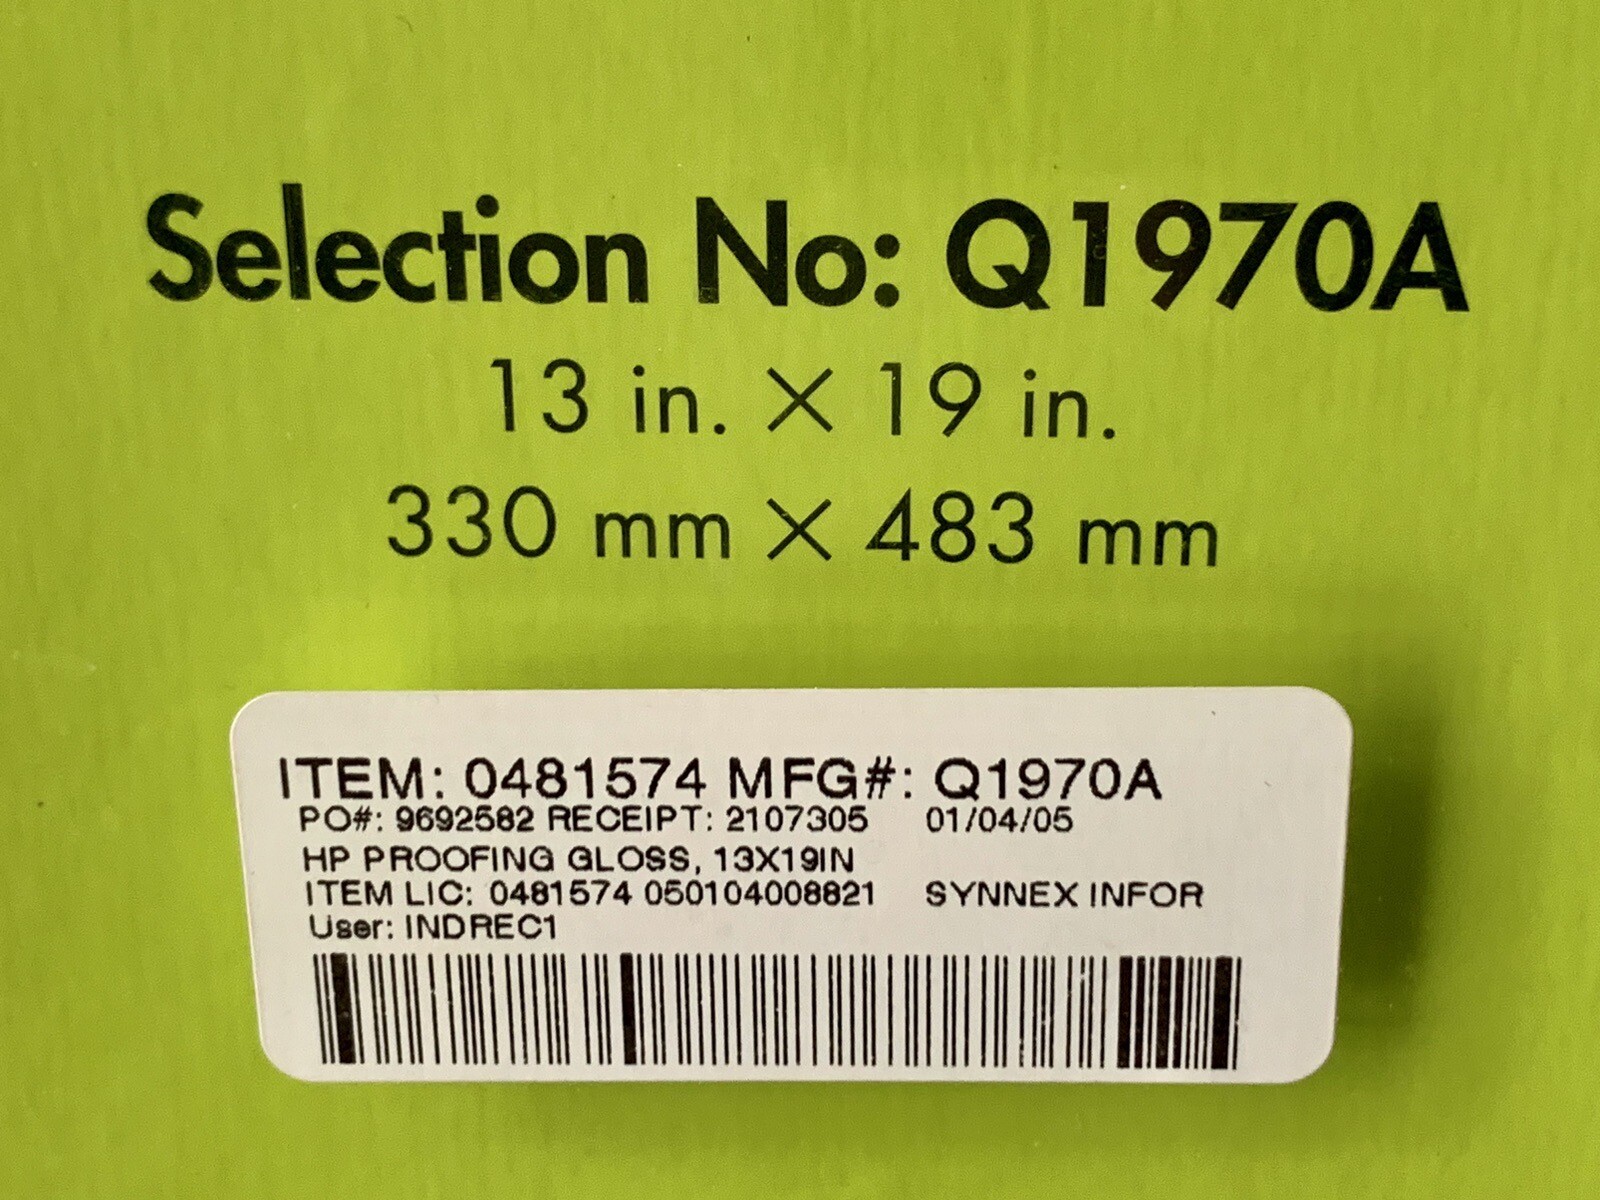 Selection No: Q1970A
13 in. × 19 in.
330 mm × 483 mm
ITEM: 0481574 MFG#: Q1970A
PO#: 9692582 RECEIPT: 2107305 01/04/05
HP PROOFING GLOSS, 13X19IN
ITEM LIC: 0481574 050104008821 SYNNEX INFOR
User: INDREC1